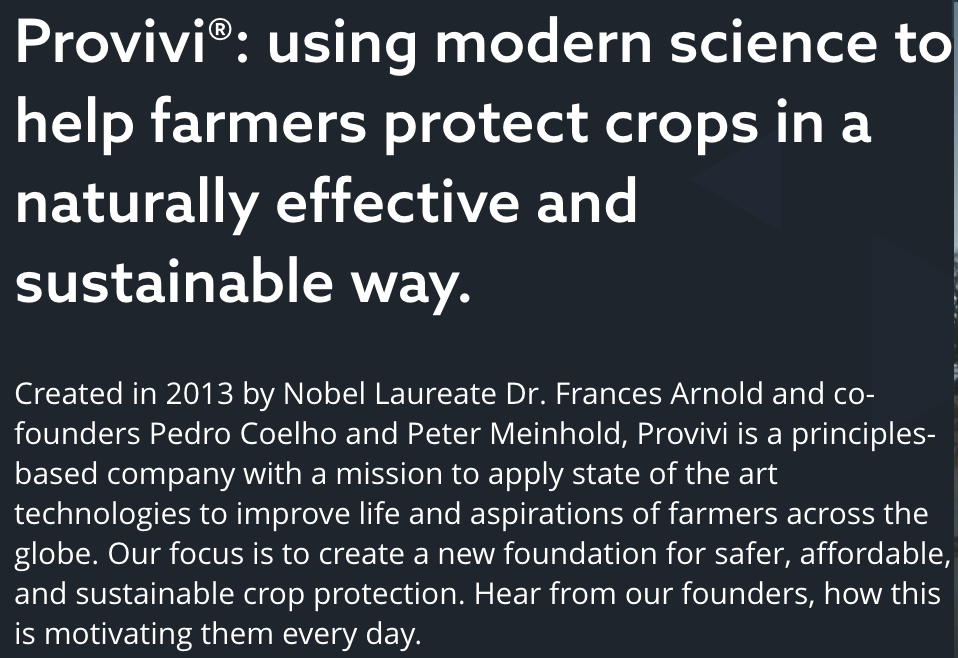 Provivi®: using modern science to
help farmers protect crops in a
naturally effective and
sustainable way.
Created in 2013 by Nobel Laureate Dr. Frances Arnold and co-
founders Pedro Coelho and Peter Meinhold, Provivi is a principles-
based company with a mission to apply state of the art
technologies to improve life and aspirations of farmers across the
globe. Our focus is to create a new foundation for safer, affordable,
and sustainable crop protection. Hear from our founders, how this
is motivating them every day.